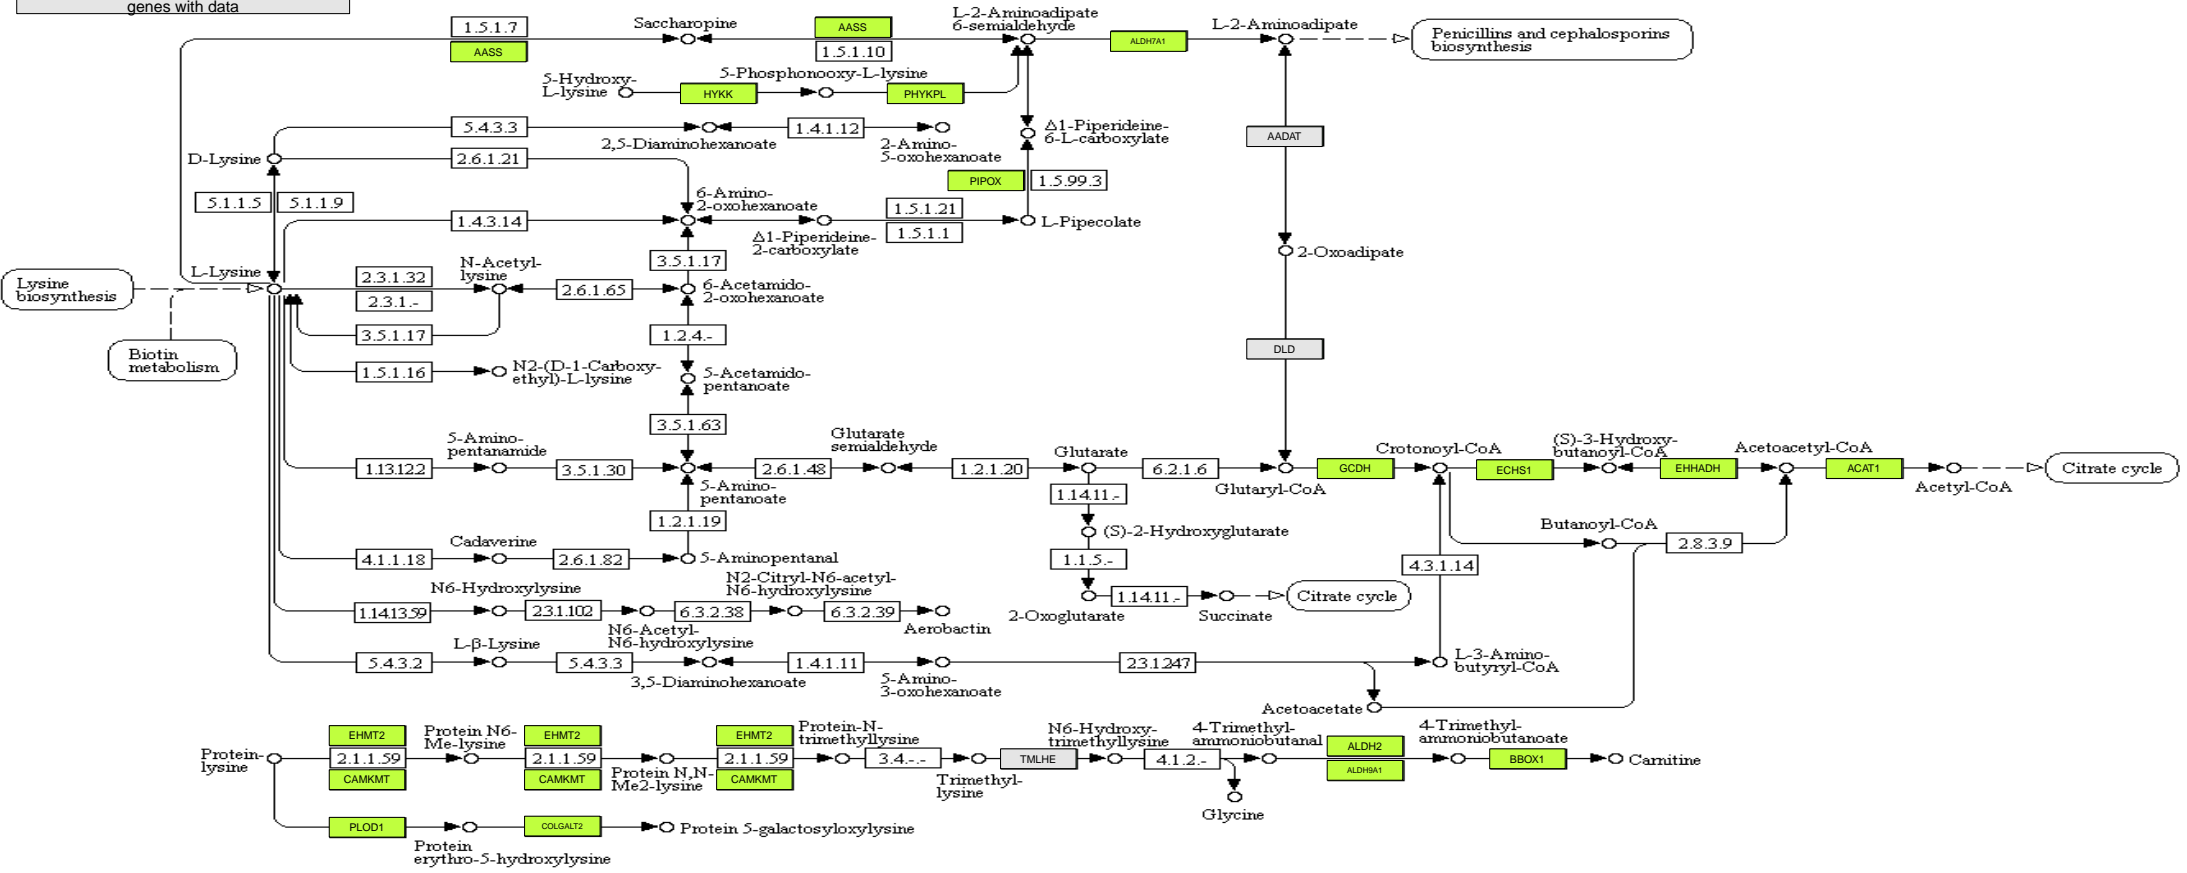 genes with data
1.5.1.7
AASS
Saccharopine
AASS
1.5.1.10
L-2-Aminoadipate
6-semialdehyde
ALDH7A1
L-2-Aminoadipate
Penicillins and cephalosporins
biosynthesis
5-Hydroxy-
L-lysine
HYKK
5-Phosphonooxy-L-lysine
PHYKPL
D-Lysine
5.4.3.3
2,5-Diaminohexanoate
1.4.1.12
2-Amino-
5-oxohexanoate
Δ1-Piperideine-
6-L-carboxylate
AADAT
2.6.1.21
PIPOX
1.5.99.3
5.1.1.5
5.1.1.9
6-Amino-
2-oxohexanoate
1.4.3.14
Δ1-Piperideine-
2-carboxylate
1.5.1.21
1.5.1.1
L-Pipecolate
2-Oxoadipate
L-Lysine
Lysine
biosynthesis
2.3.1.32
2.3.1.-
N-Acetyl-
lysine
2.6.1.65
3.5.1.17
6-Acetamido-
2-oxohexanoate
3.5.1.17
1.2.4.-
DLD
Biotin
metabolism
1.5.1.16
N2-(D-1-Carboxy-
ethyl)-L-lysine
5-Acetamido-
pentanoate
3.5.1.63
1.13.12.2
5-Amino-
pentanamide
3.5.1.30
5-Amino-
pentanoate
2.6.1.48
Glutarate
semialdehyde
1.2.1.20
Glutarate
6.2.1.6
Glutaryl-CoA
GCDH
Crotonoyl-CoA
ECHS1
(S)-3-Hydroxy-
butanoyl-CoA
EHHADH
Acetoacetyl-CoA
ACAT1
Acetyl-CoA
Citrate cycle
1.14.11.-
(S)-2-Hydroxyglutarate
1.2.1.19
Butanoyl-CoA
2.8.3.9
4.1.1.18
Cadaverine
2.6.1.82
5-Aminopentanal
1.1.5.-
4.3.1.14
2-Oxoglutarate
1.14.11.-
Succinate
Citrate cycle
1.14.13.59
N6-Hydroxylysine
2.3.1.102
N6-Acetyl-
N6-hydroxylysine
6.3.2.38
N2-Citryl-N6-acetyl-
N6-hydroxylysine
6.3.2.39
Aerobactin
5.4.3.2
L-β-Lysine
5.4.3.3
3,5-Diaminohexanoate
1.4.1.11
5-Amino-
3-oxohexanoate
2.3.1.247
L-3-Amino-
butyryl-CoA
Acetoacetate
Protein-
lysine
EHMT2
2.1.1.59
CAMKMT
Protein N6-
Me-lysine
EHMT2
2.1.1.59
CAMKMT
Protein N,N-
Me2-lysine
EHMT2
2.1.1.59
CAMKMT
Protein-N-
trimethyllysine
3.4.-.-
Trimethyl-
lysine
TMLHE
N6-Hydroxy-
trimethyllysine
4.1.2.-
Glycine
4-Trimethyl-
ammoniobutanal
ALDH2
ALDH9A1
4-Trimethyl-
ammoniobutanoate
BBOX1
Carnitine
PLOD1
Protein
erythro-5-hydroxylysine
COLGALT2
Protein 5-galactosyloxylysine